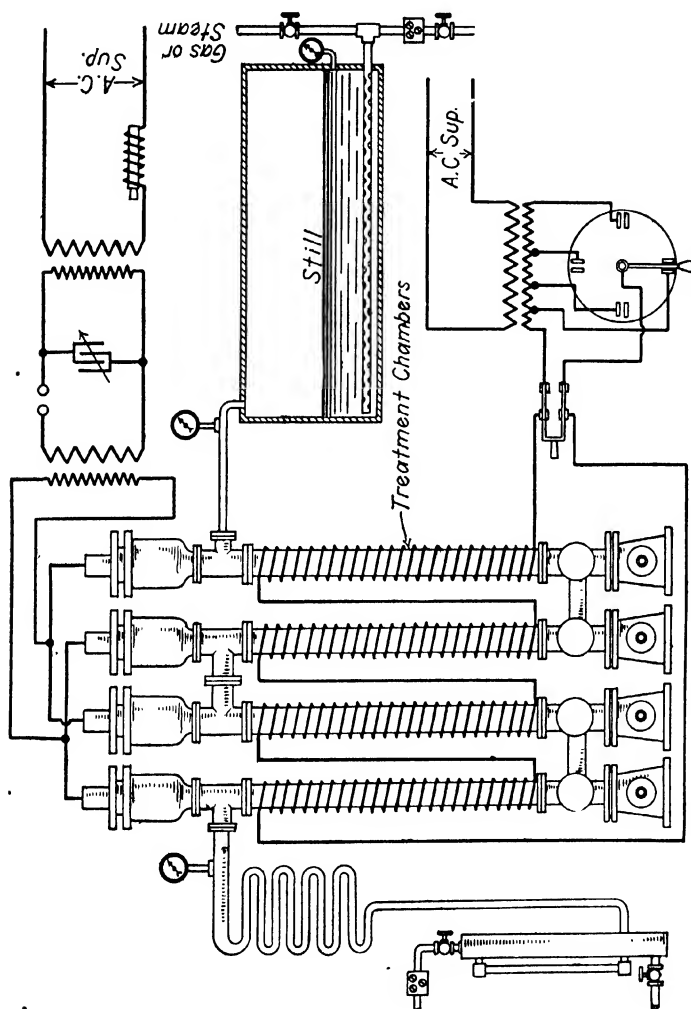 Gas or
Steam
A.C.
Sup.
Still
A.C. Sup.
Treatment Chambers